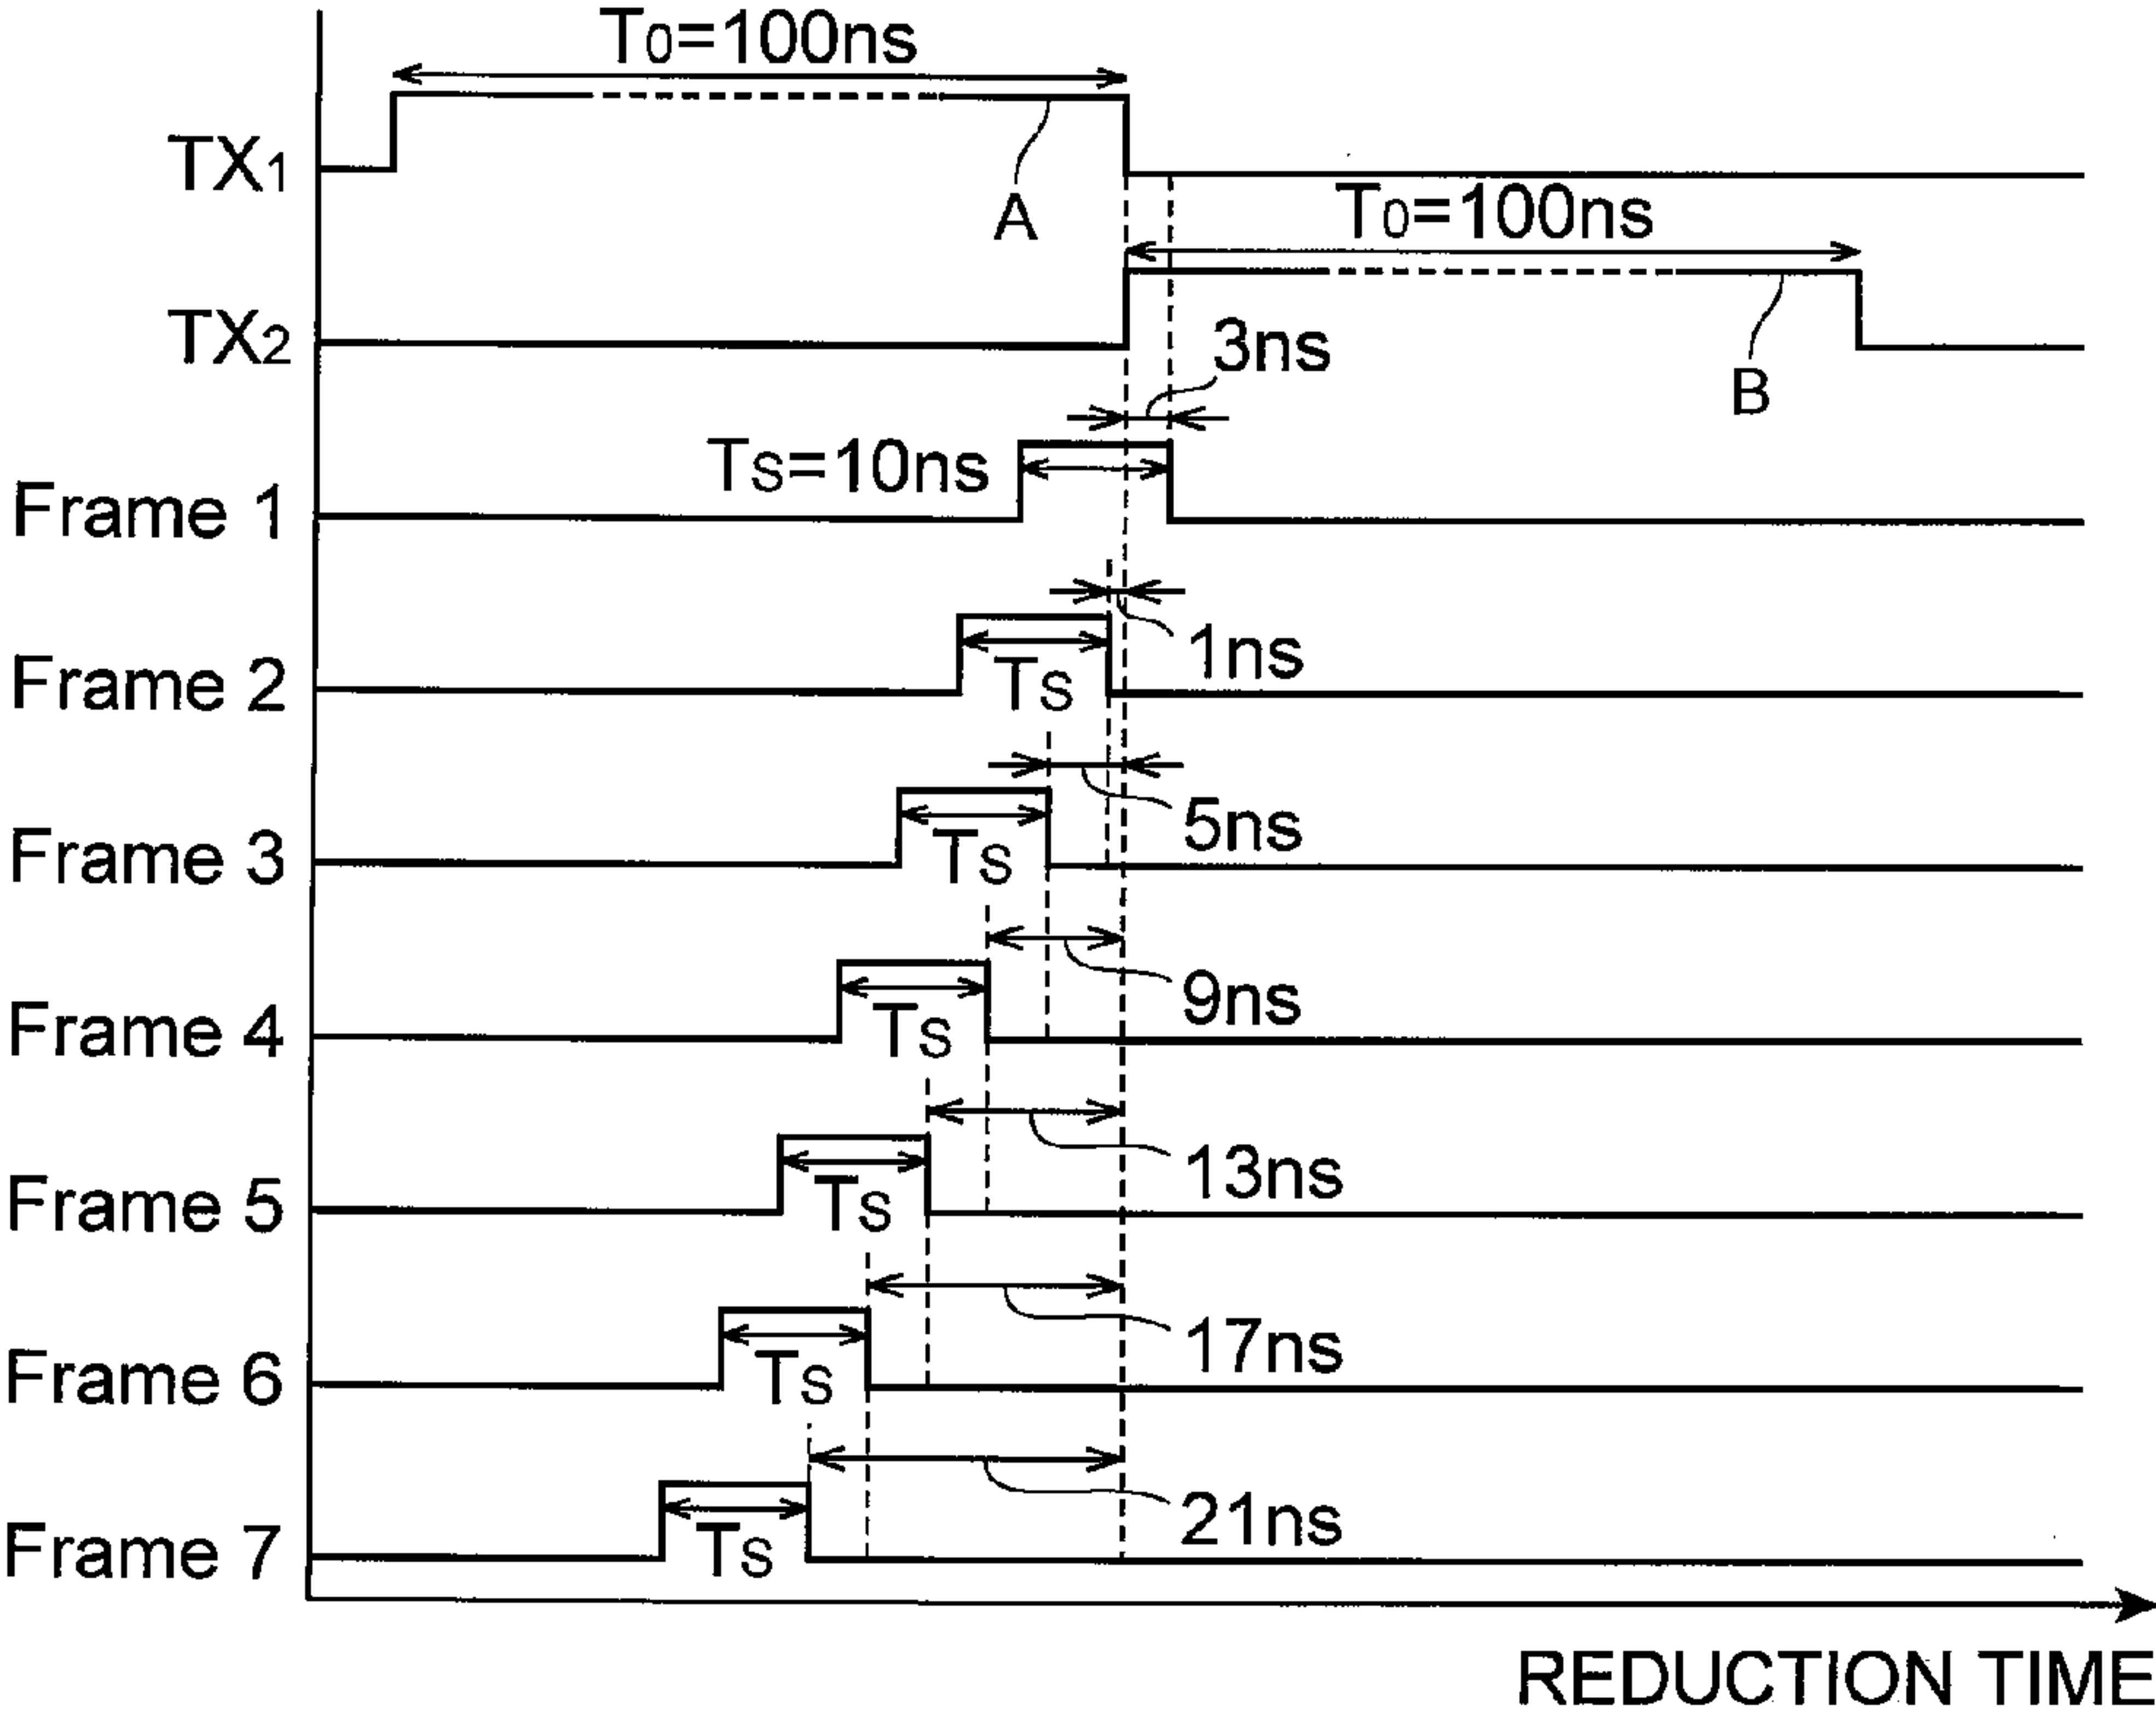 T0=100ns
TX1
A
T0=100ns
TX2
3ns
B
TS=10ns
Frame 1
1ns
TS
Frame 2
5ns
TS
Frame 3
9ns
TS
Frame 4
13ns
TS
Frame 5
17ns
TS
Frame 6
21ns
TS
Frame 7
REDUCTION TIME